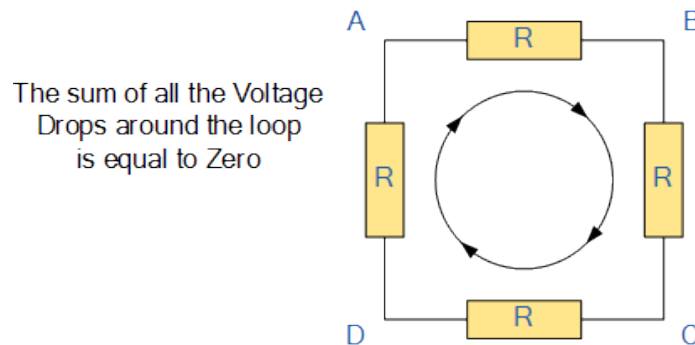 A
B
R
The sum of all the Voltage
Drops around the loop
is equal to Zero
R
R
R
D
C